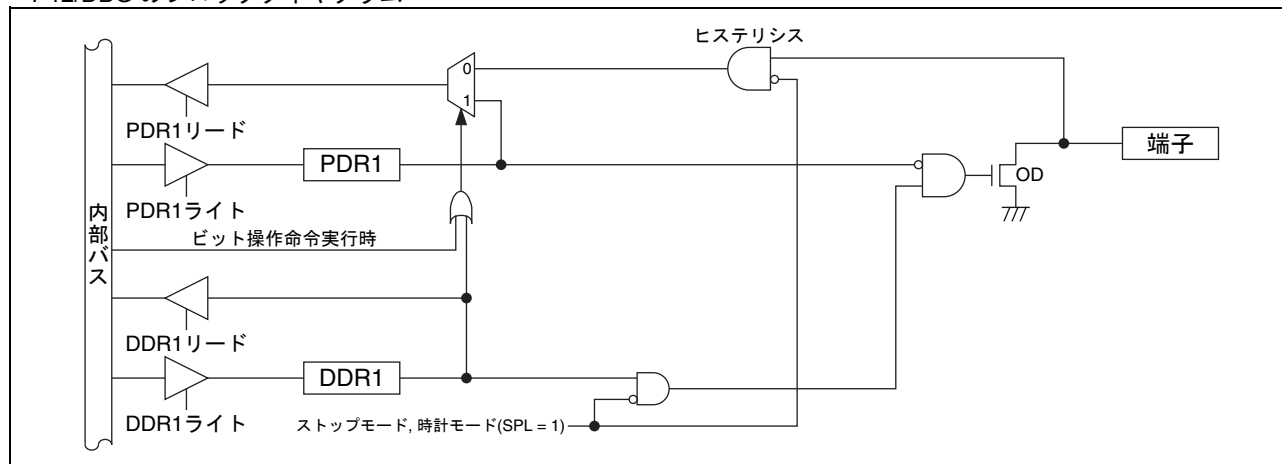 ヒステリシス
0
1
PDR1リード
PDR1
端子
OD
PDR1ライト
内部バス
ビット操作命令実行時
DDR1リード
DDR1
DDR1ライト
ストップモード, 時計モード(SPL = 1)